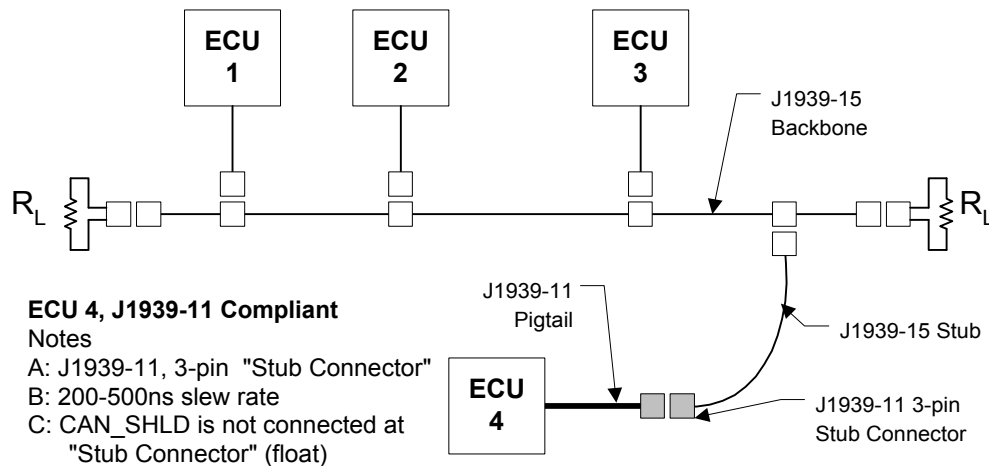 ECU
1
ECU
2
ECU
3
J1939-15
Backbone
RL
RL
ECU 4, J1939-11 Compliant
Notes
A: J1939-11, 3-pin "Stub Connector"
B: 200-500ns slew rate
C: CAN_SHLD is not connected at
"Stub Connector" (float)
J1939-11
Pigtail
J1939-15 Stub
ECU
4
J1939-11 3-pin
Stub Connector